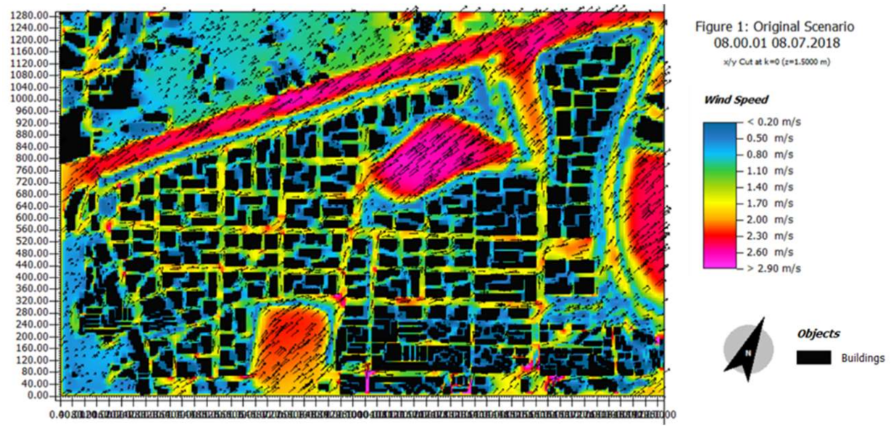 Figure 1: Original Scenario
08.00.01 08.07.2018
x/y Cut at k=0 (z=1.5000 m)
Wind Speed
< 0.20 m/s
0.50 m/s
0.80 m/s
1.10 m/s
1.40 m/s
1.70 m/s
2.00 m/s
2.30 m/s
2.60 m/s
> 2.90 m/s
N
Objects
Buildings
1280.00
1240.00
1200.00
1160.00
1120.00
1080.00
1040.00
1000.00
960.00
920.00
880.00
840.00
800.00
760.00
720.00
680.00
640.00
600.00
560.00
520.00
480.00
440.00
400.00
360.00
320.00
280.00
240.00
200.00
160.00
120.00
80.00
40.00
0.00